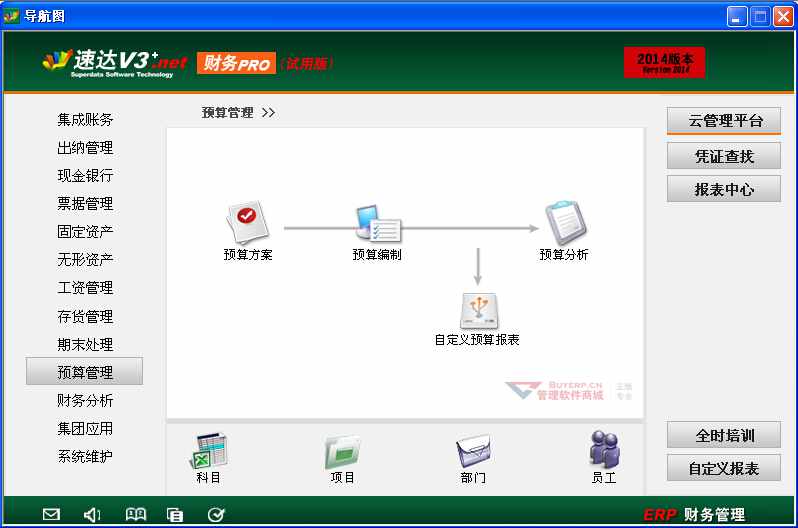 导航图
速达V3+.net
Superdata Software Technology
财务PRO
(试用版)
2014版本
Version 2014
集成账务
出纳管理
现金银行
票据管理
固定资产
无形资产
工资管理
存货管理
期末处理
预算管理
财务分析
集团应用
系统维护
预算管理 >>
预算方案
预算编制
预算分析
自定义预算报表
BUYERP.CN
管理软件商城
正版
专业
科目
项目
部门
员工
云管理平台
凭证查找
报表中心
全时培训
自定义报表
ERP 财务管理